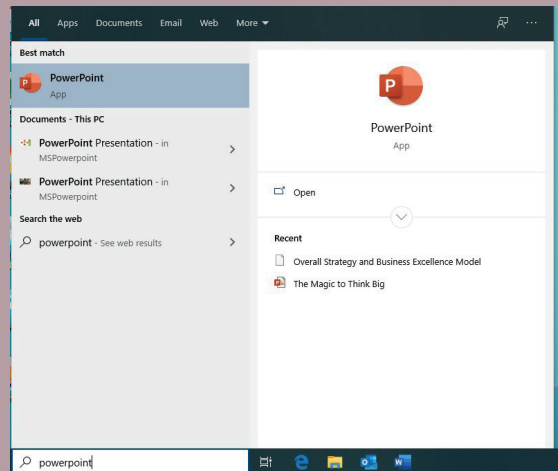 All Apps Documents Email Web More
Best match
PowerPoint
App
Documents - This PC
PowerPoint Presentation - in
MSPowerpoint
PowerPoint Presentation - in
MSPowerpoint
Search the web
powerpoint - See web results
P
PowerPoint
App
Open
Recent
Overall Strategy and Business Excellence Model
The Magic to Think Big
powerpoint